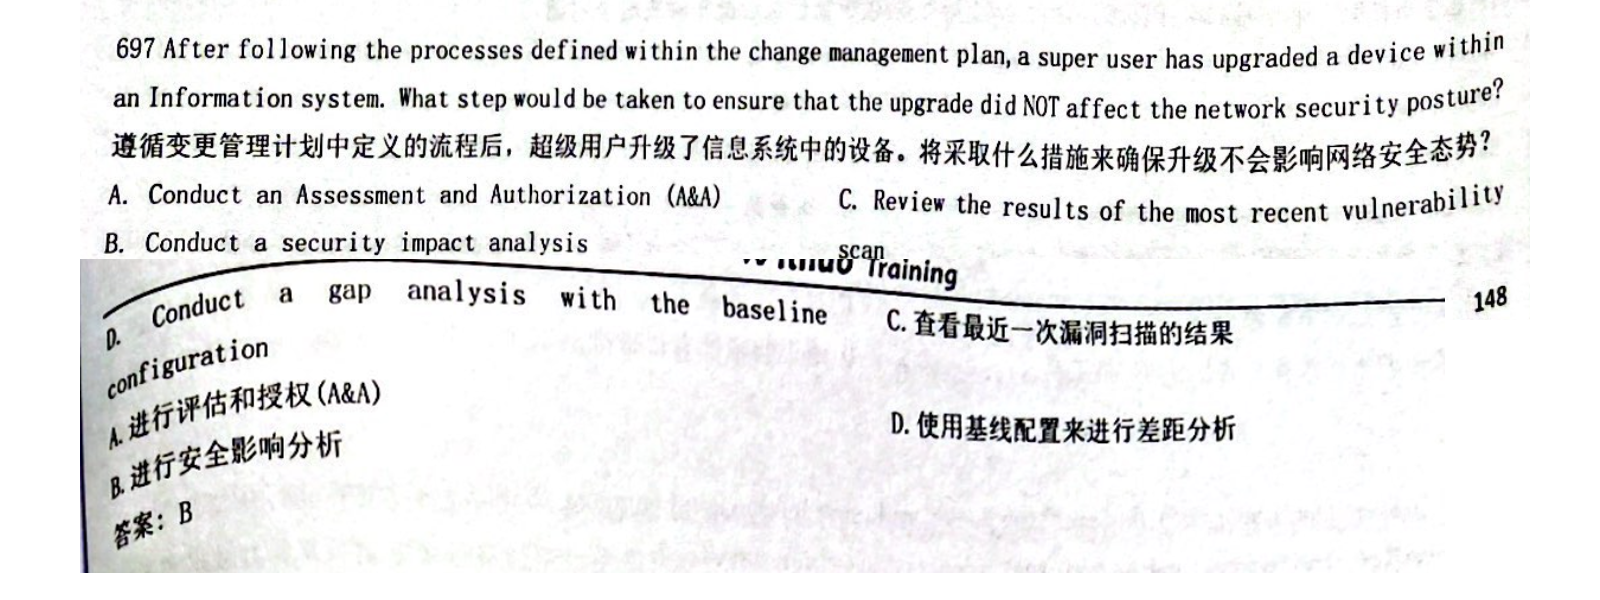 697 After following the processes defined within the change management plan, a super user has upgraded a device within
an Information system. What step would be taken to ensure that the upgrade did NOT affect the network security posture?
遵循变更管理计划中定义的流程后，超级用户升级了信息系统中的设备。将采取什么措施来确保升级不会影响网络安全态势？
A. Conduct an Assessment and Authorization (A&A)
B. Conduct a security impact analysis
C. Review the results of the most recent vulnerability
scan
Training
148
D. Conduct a gap analysis with the baseline
configuration
A.进行评估和授权(A&A)
B.进行安全影响分析
C.查看最近一次漏洞扫描的结果
D.使用基线配置来进行差距分析
答案：B